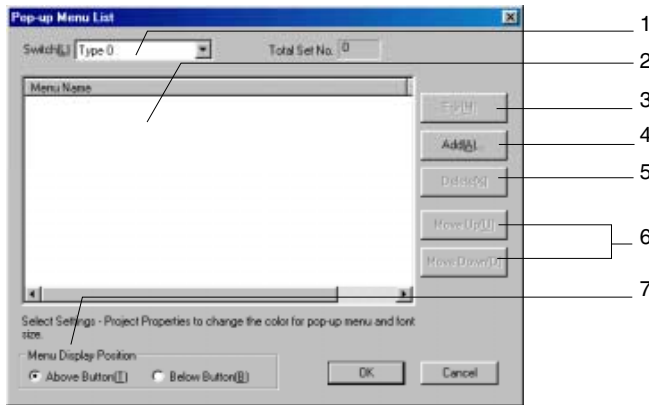 Pop-up Menu List
1
Switch(L) Type 0
Total Set No. 0
2
Menu Name
3
Edit(M)
4
Add(A)...
5
Delete(X)
Move Up(U)
6
Move Down(D)
7
Select Settings - Project Properties to change the color for pop-up menu and font
size.
Menu Display Position
Above Button(T)
Below Button(B)
OK
Cancel